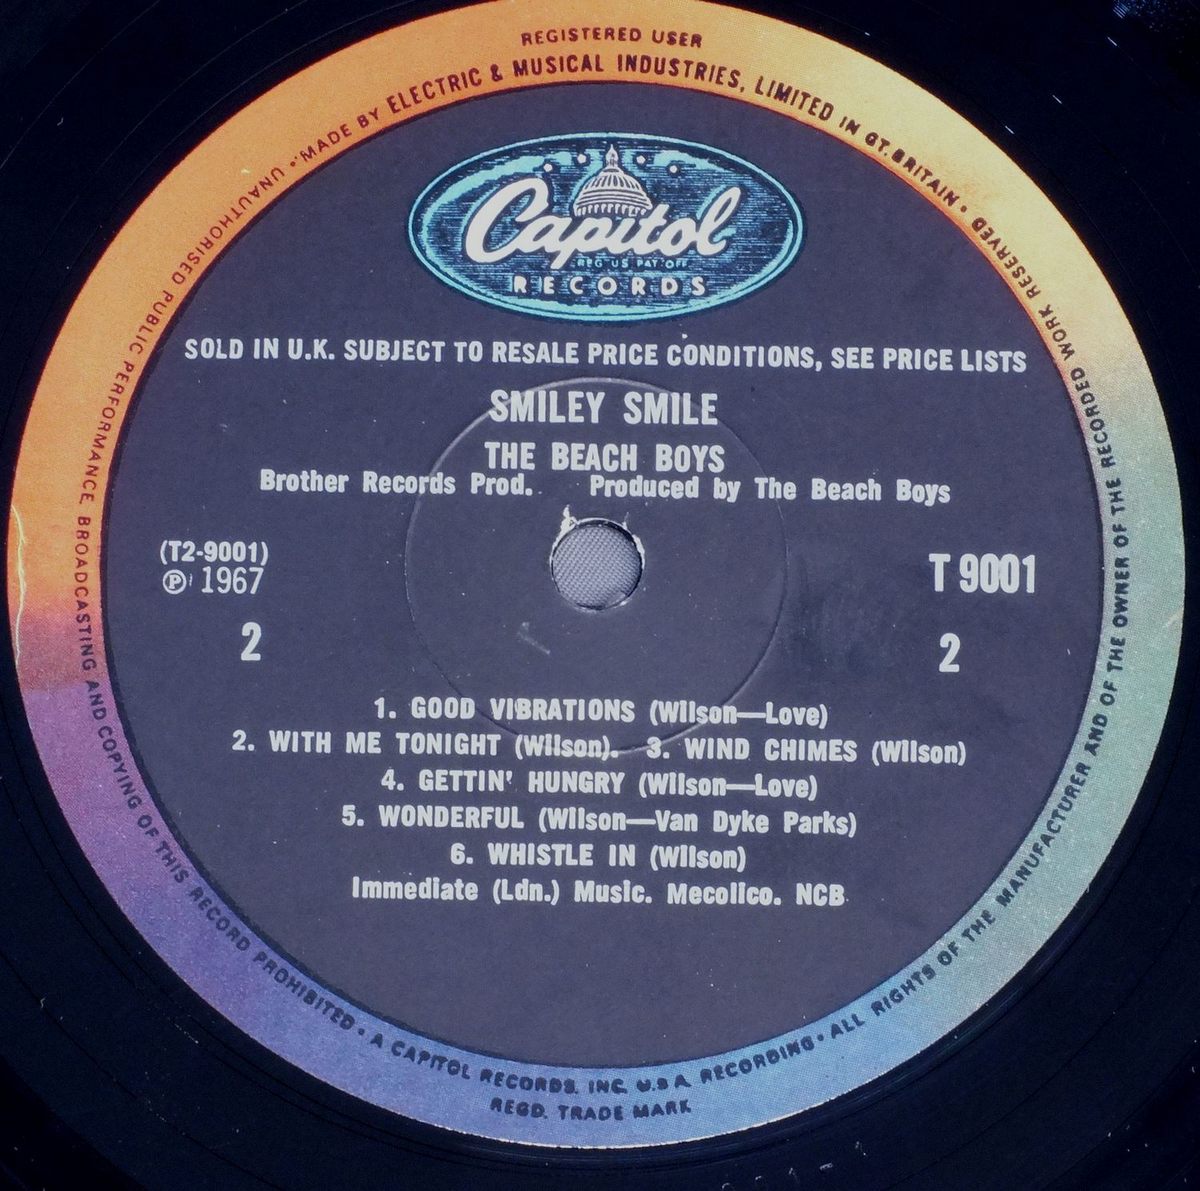 REGISTERED USER
MADE BY ELECTRIC & MUSICAL INDUSTRIES, LIMITED IN GT. BRITAIN •
Capitol
REG US PAT OFF
RECORDS
SOLD IN U.K. SUBJECT TO RESALE PRICE CONDITIONS, SEE PRICE LISTS
SMILEY SMILE
THE BEACH BOYS
Brother Records Prod. Produced by The Beach Boys
(T2-9001)
℗ 1967
T 9001
2
2
1. GOOD VIBRATIONS (Wilson—Love)
2. WITH ME TONIGHT (Wilson). 3. WIND CHIMES (Wilson)
4. GETTIN' HUNGRY (Wilson—Love)
5. WONDERFUL (Wilson—Van Dyke Parks)
6. WHISTLE IN (Wilson)
Immediate (Ldn.) Music. Mecolico. NCB
ALL RIGHTS OF THE MANUFACTURER AND OF THE OWNER OF THE RECORDED WORK RESERVED
UNAUTHORISED PUBLIC PERFORMANCE, BROADCASTING AND COPYING OF THIS RECORD PROHIBITED •
A CAPITOL RECORDS. INC. U.S.A. RECORDING •
REGD. TRADE MARK